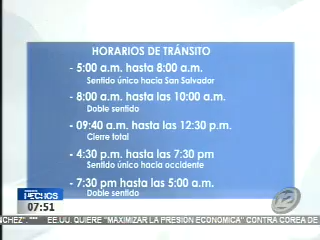 HORARIOS DE TRÁNSITO
- 5:00 a.m. hasta 8:00 a.m.
Sentido único hacia San Salvador
- 8:00 a.m. hasta las 10:00 a.m.
Doble sentido
- 09:40 a.m. hasta las 12:30 p.m.
Cierre total
- 4:30 p.m. hasta las 7:30 pm
Sentido único hacia occidente
- 7:30 pm hasta las 5:00 a.m.
Doble sentido
HECHOS
07:51
12
NCHEZ". *** EE.UU. QUIERE "MAXIMIZAR LA PRESION ECONOMICA" CONTRA COREA DE